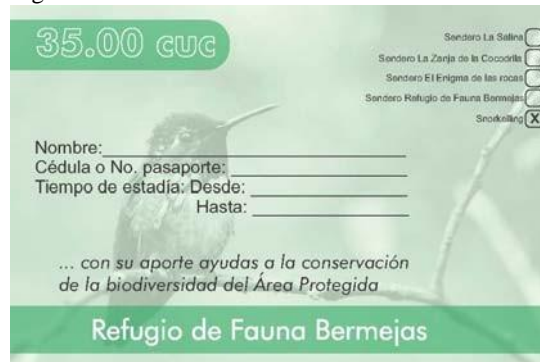 35.00 CUC
Sendero La Salina
Sendero La Zanja de la Cocodrila
Sendero El Enigma de las rocas
Sendero Refugio de Fauna Bermejas
Snorkelling X
Nombre:
Cédula o No. pasaporte:
Tiempo de estadía: Desde:
Hasta:
... con su aporte ayudas a la conservación
de la biodiversidad del Área Protegida
Refugio de Fauna Bermejas